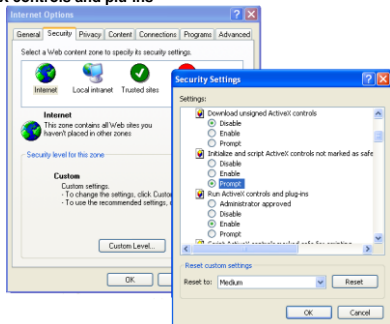 x controls and plu-ins
Internet Options
General Security Privacy Content Connections Programs Advanced
Select a Web content zone to specify its security settings.
Internet Local intranet Trusted sites
Internet
This zone contains all Web sites you
haven't placed in other zones
Security level for this zone
Custom
Custom settings.
- To change the settings, click Custo
- To use the recommended settings,
Custom Level...
OK
Security Settings
Settings:
Download unsigned ActiveX controls
Disable
Enable
Prompt
Initialize and script ActiveX controls not marked as safe
Disable
Enable
Prompt
Run ActiveX controls and plug-ins
Administrator approved
Disable
Enable
Prompt
Reset custom settings
Reset to: Medium Reset
OK Cancel